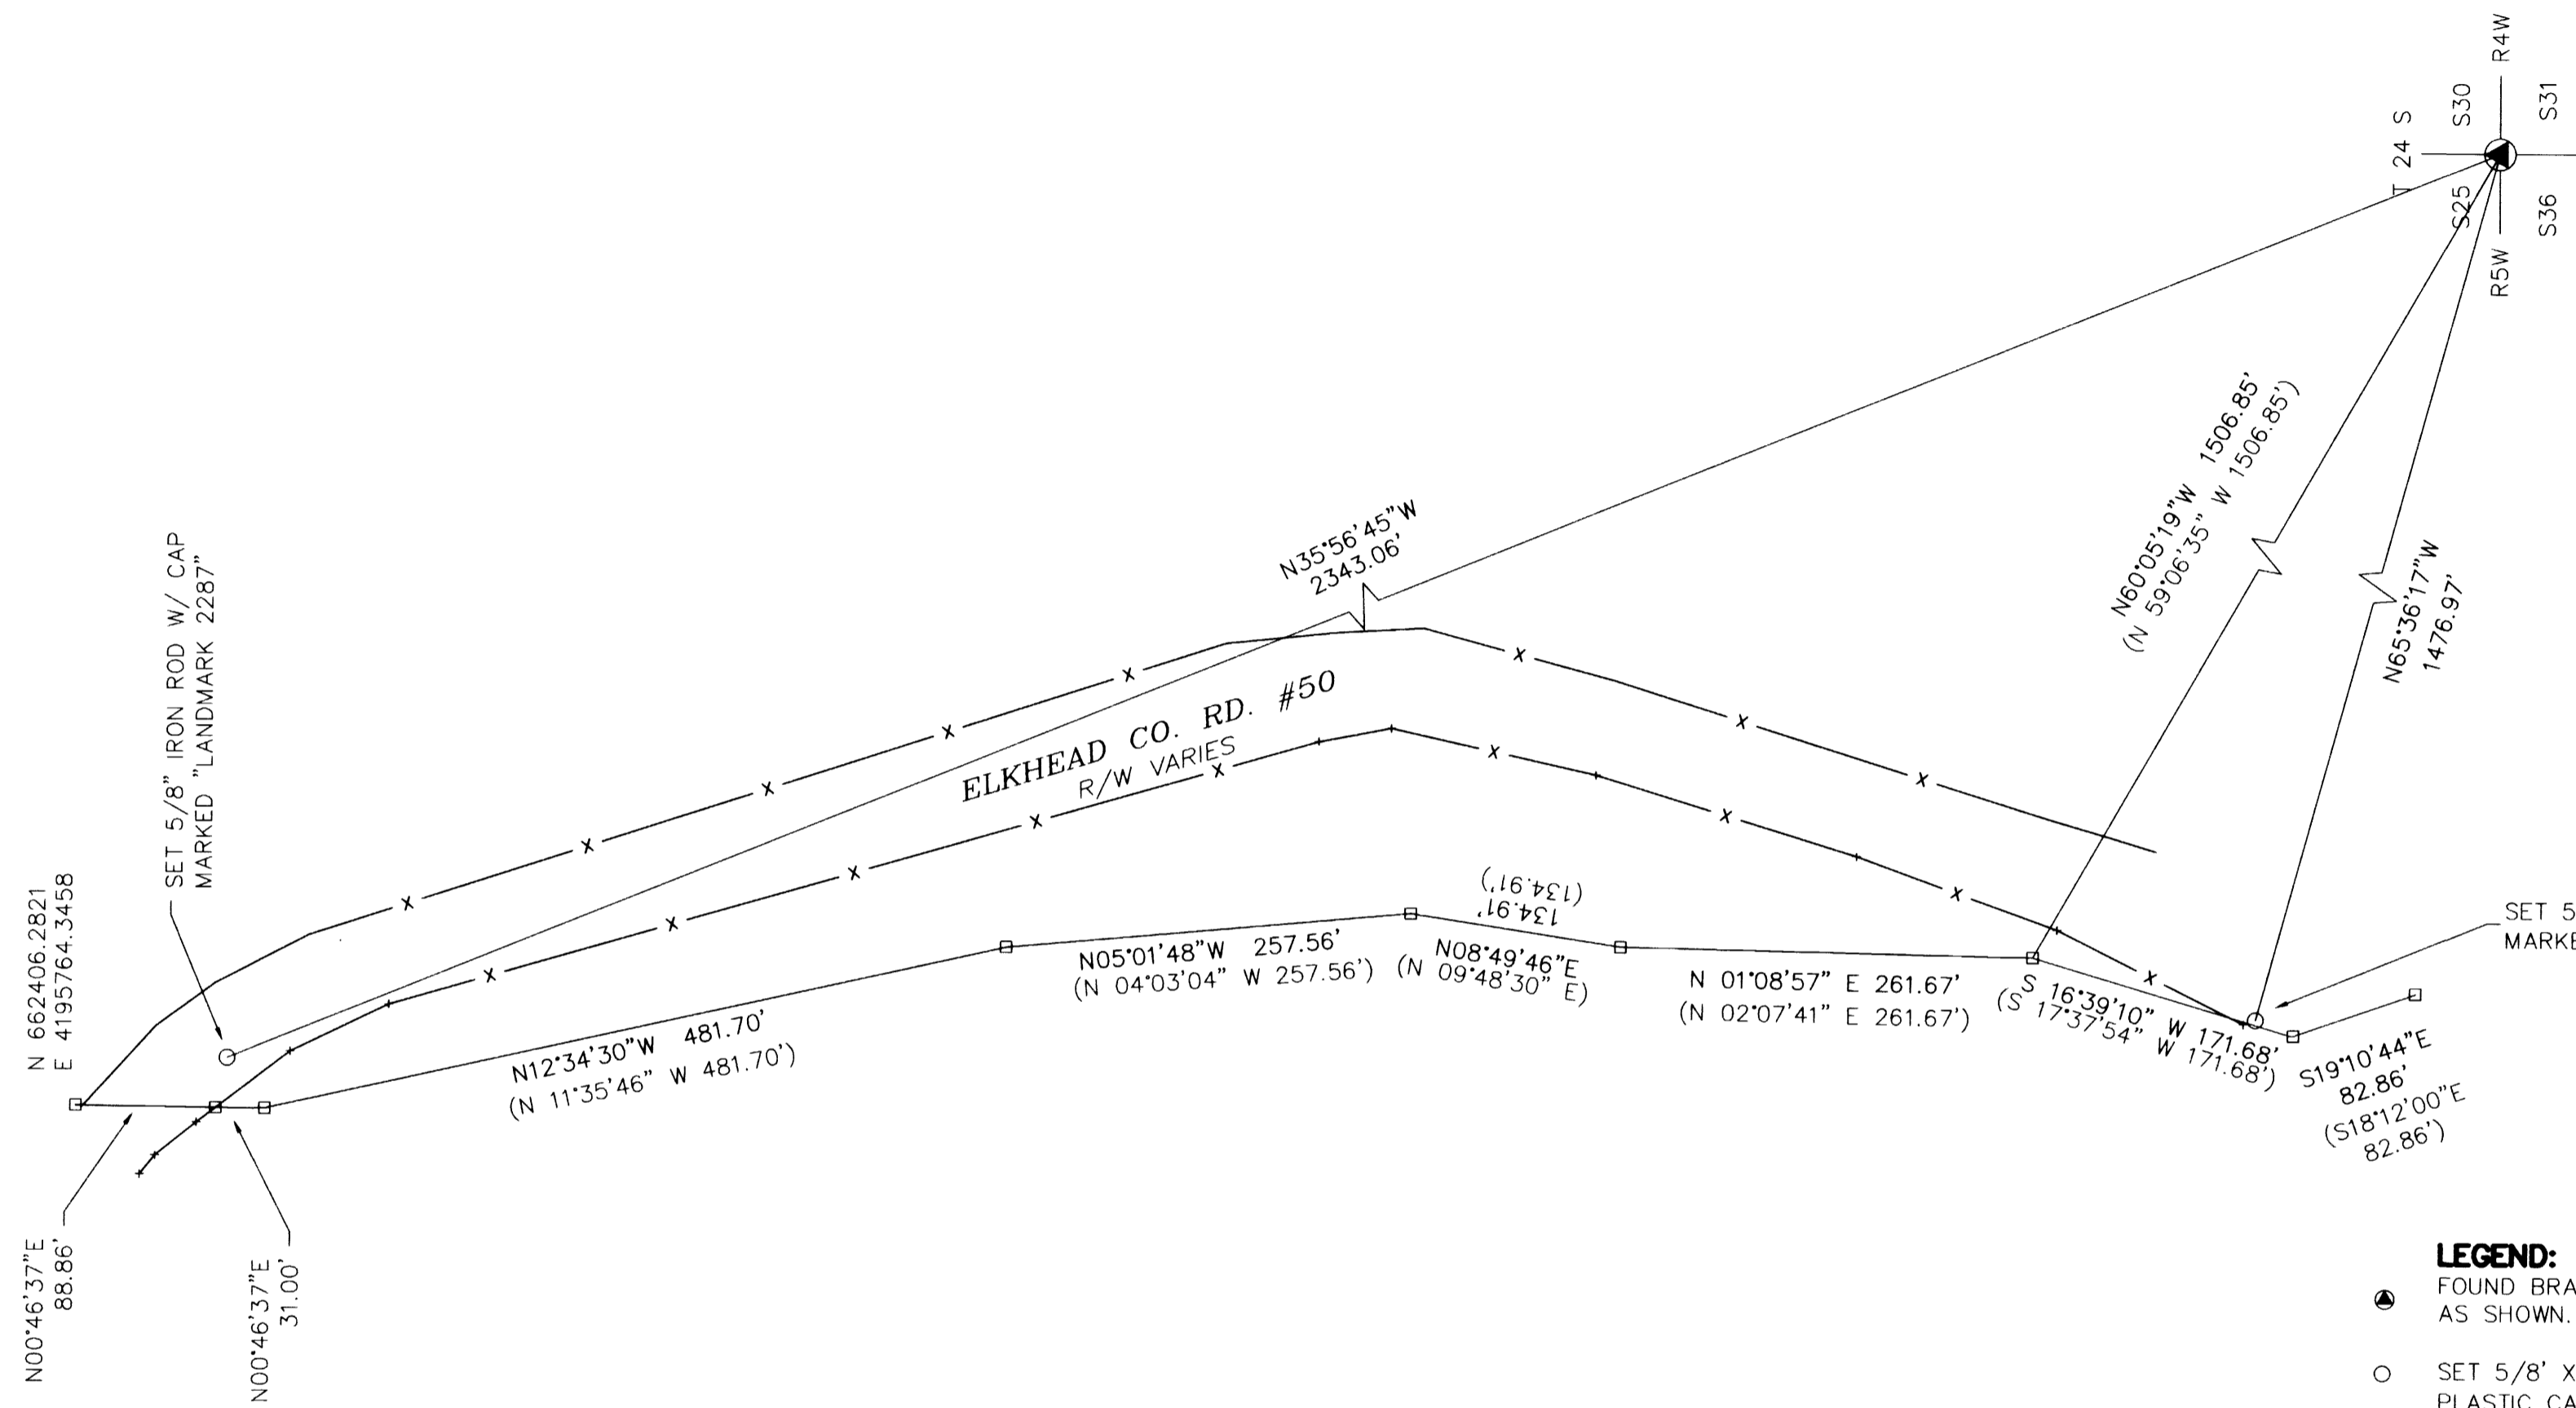 R4W
S30
S31
T 24 S
S25
S36
R5W
N60°05'19"W 1506.85'
(N 59°06'35" W 1506.85')
N65°36'17"W
1476.97'
N35°56'45"W
2343.06'
SET 5/8" IRON ROD W/ CAP
MARKED "LANDMARK 2287"
ELKHEAD CO. RD. #50
R/W VARIES
N 662406.2821
E 4195764.3458
(134.91')
134.91'
N05°01'48"W 257.56'
(N 04°03'04" W 257.56')
N08°49'46"E
(N 09°48'30" E)
N 01°08'57" E 261.67'
(N 02°07'41" E 261.67')
S 16°39'10" W 171.68'
(S 17°37'54" W 171.68')
SET 5
MARKE
N12°34'30"W 481.70'
(N 11°35'46" W 481.70')
S19°10'44"E
82.86'
(S18°12'00"E
82.86')
N00°46'37"E
88.86'
N00°46'37"E
31.00'
LEGEND:
FOUND BRA
AS SHOWN.
SET 5/8' X
PLASTIC CA